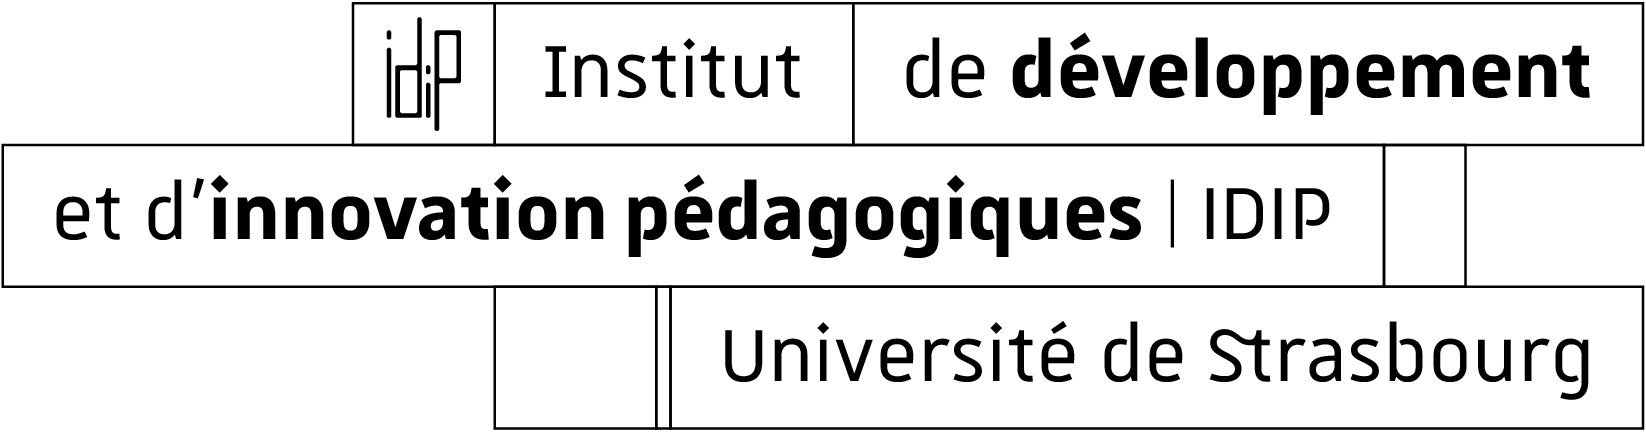 idip Institut de développement
et d’innovation pédagogiques | IDIP
Université de Strasbourg